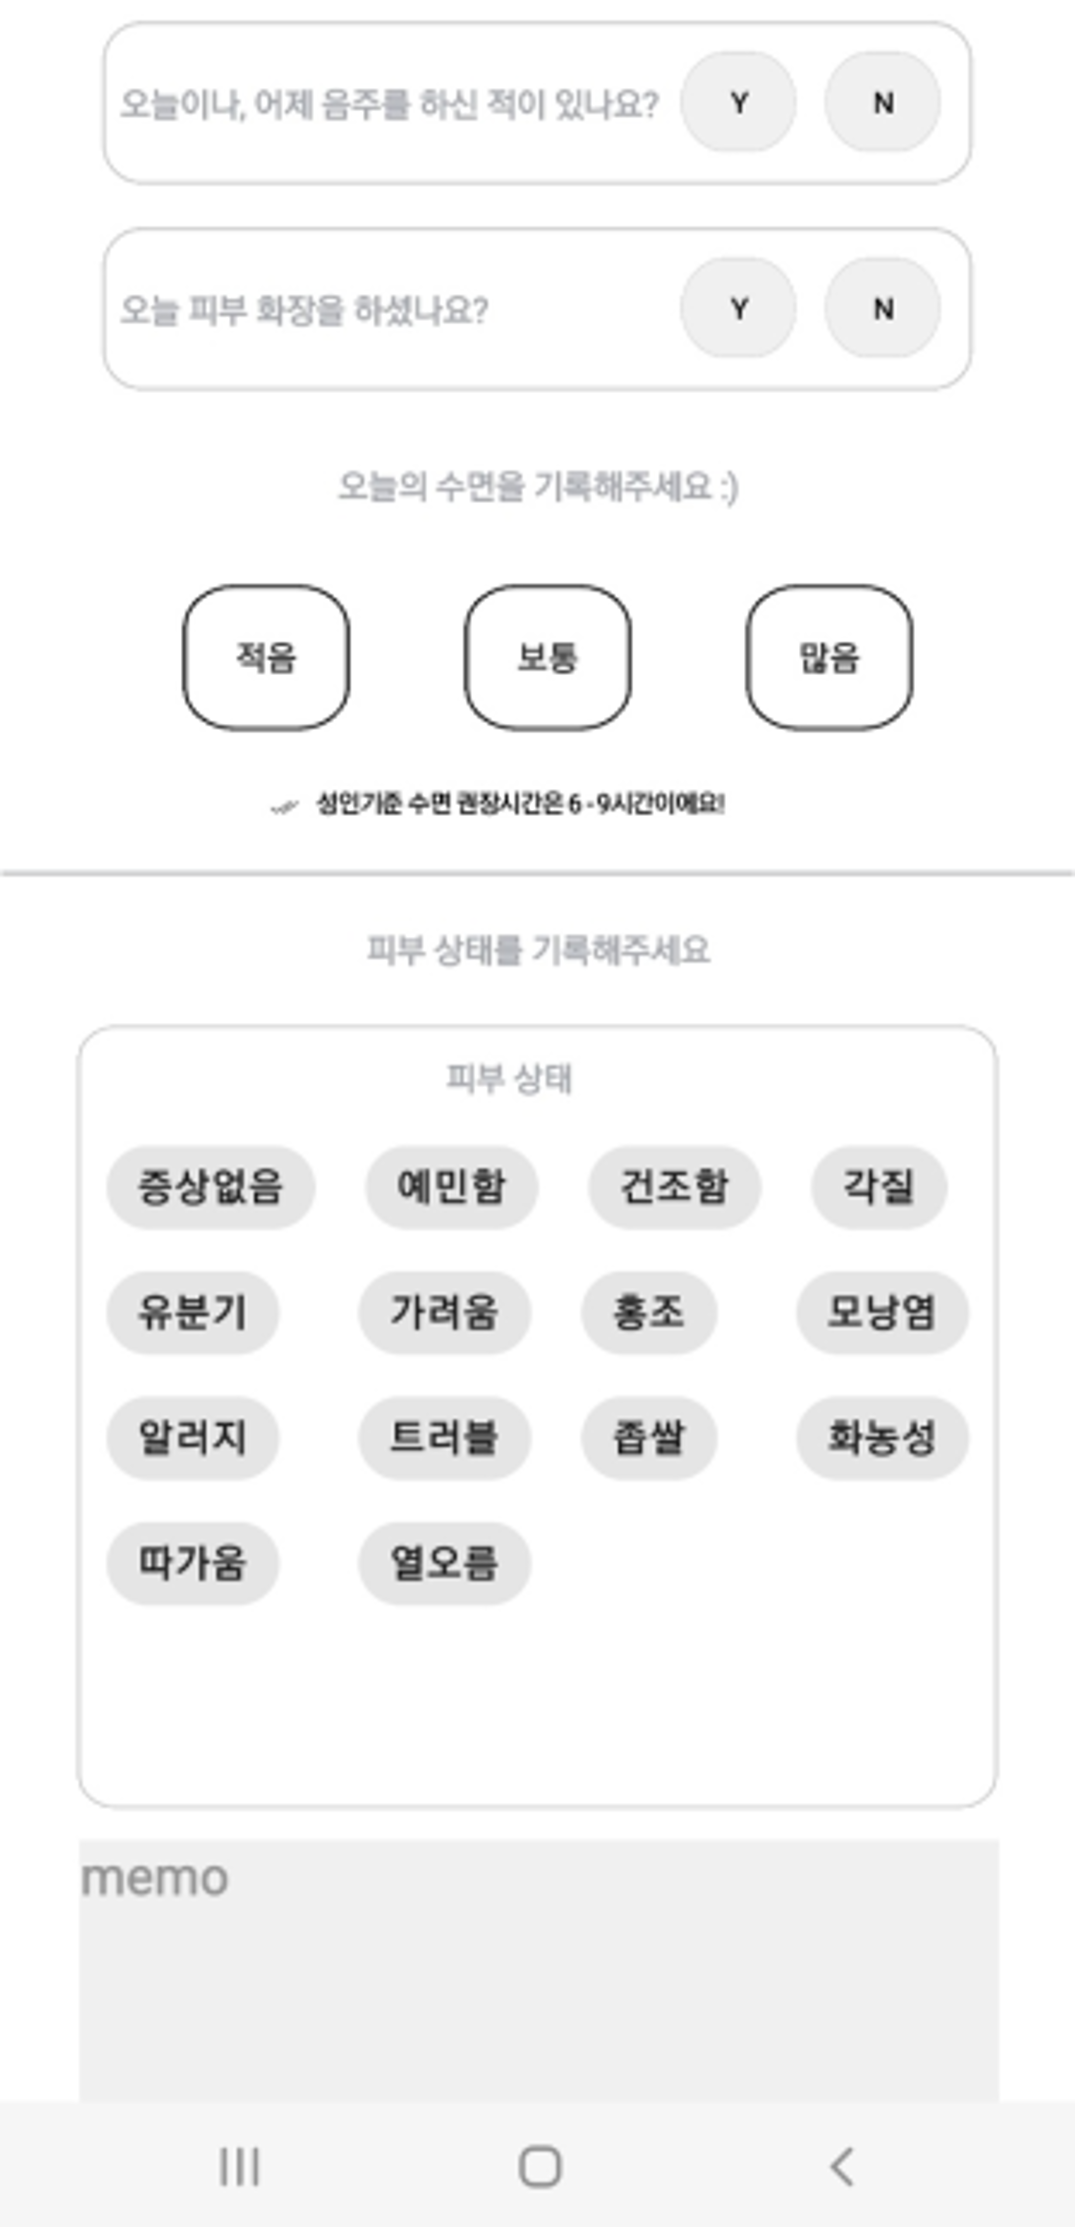 오늘이나, 어제 음주를 하신 적이 있나요? Y N
오늘 피부 화장을 하셨나요? Y N
오늘의 수면을 기록해주세요 :)
적음 보통 많음
성인기준 수면 권장시간은 6 - 9시간이에요!
피부 상태를 기록해주세요
피부 상태
증상없음 예민함 건조함 각질
유분기 가려움 홍조 모낭염
알러지 트러블 좁쌀 화농성
따가움 열오름
memo